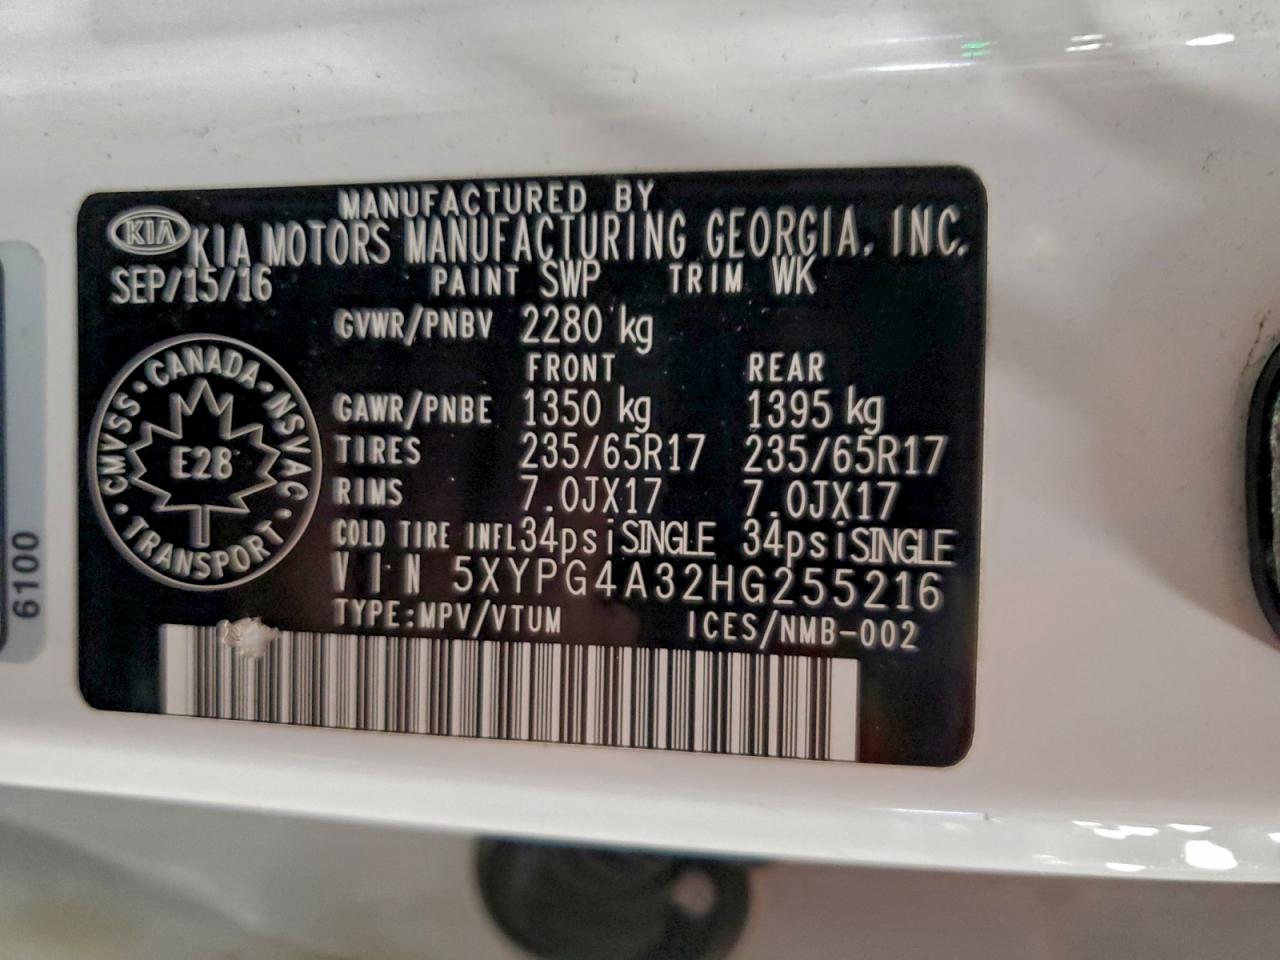 MANUFACTURED BY
KIA KIA MOTORS MANUFACTURING GEORGIA, INC.
SEP/15/16 PAINT SWP TRIM WK
GVWR/PNBV 2280 kg
FRONT REAR
GAWR/PNBE 1350 kg 1395 kg
TIRES 235/65R17 235/65R17
RIMS 7.0JX17 7.0JX17
COLD TIRE INFL 34psi SINGLE 34psi SINGLE
VIN 5XYPG4A32HG255216
TYPE:MPV/VTUM ICES/NMB-002
CANADA · NSVAC · TRANSPORT · CMVSS ·
E28
6100